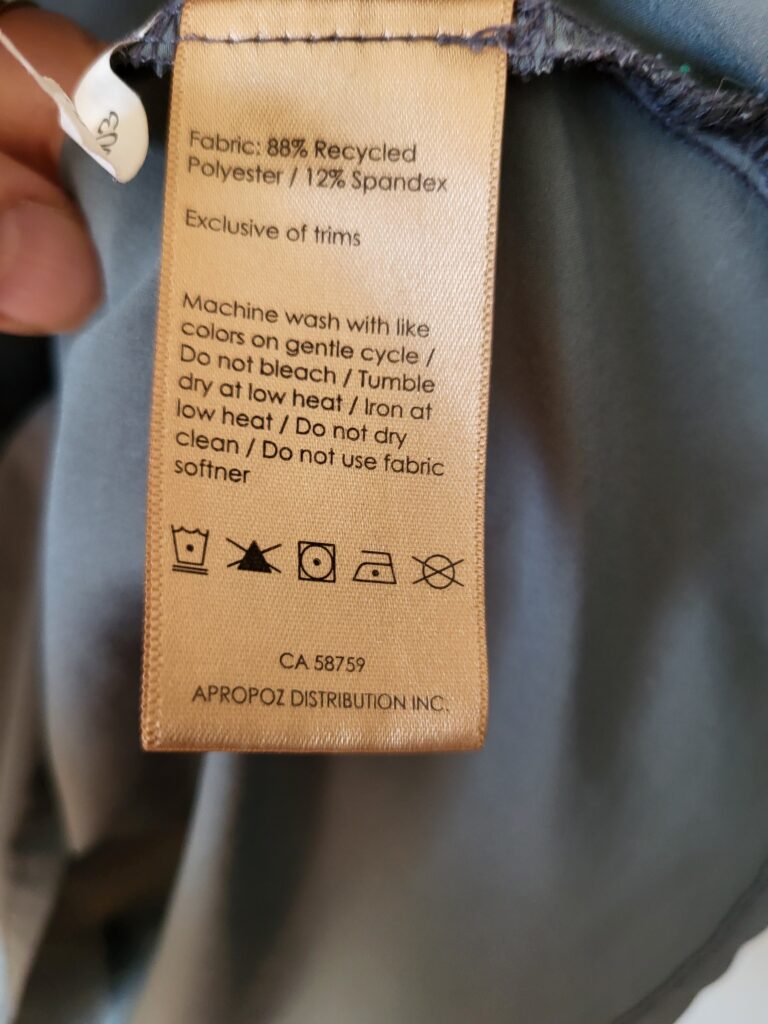 Fabric: 88% Recycled
Polyester / 12% Spandex
Exclusive of trims
Machine wash with like
colors on gentle cycle /
Do not bleach / Tumble
dry at low heat / Iron at
low heat / Do not dry
clean / Do not use fabric
softner
CA 58759
APROPOZ DISTRIBUTION INC.